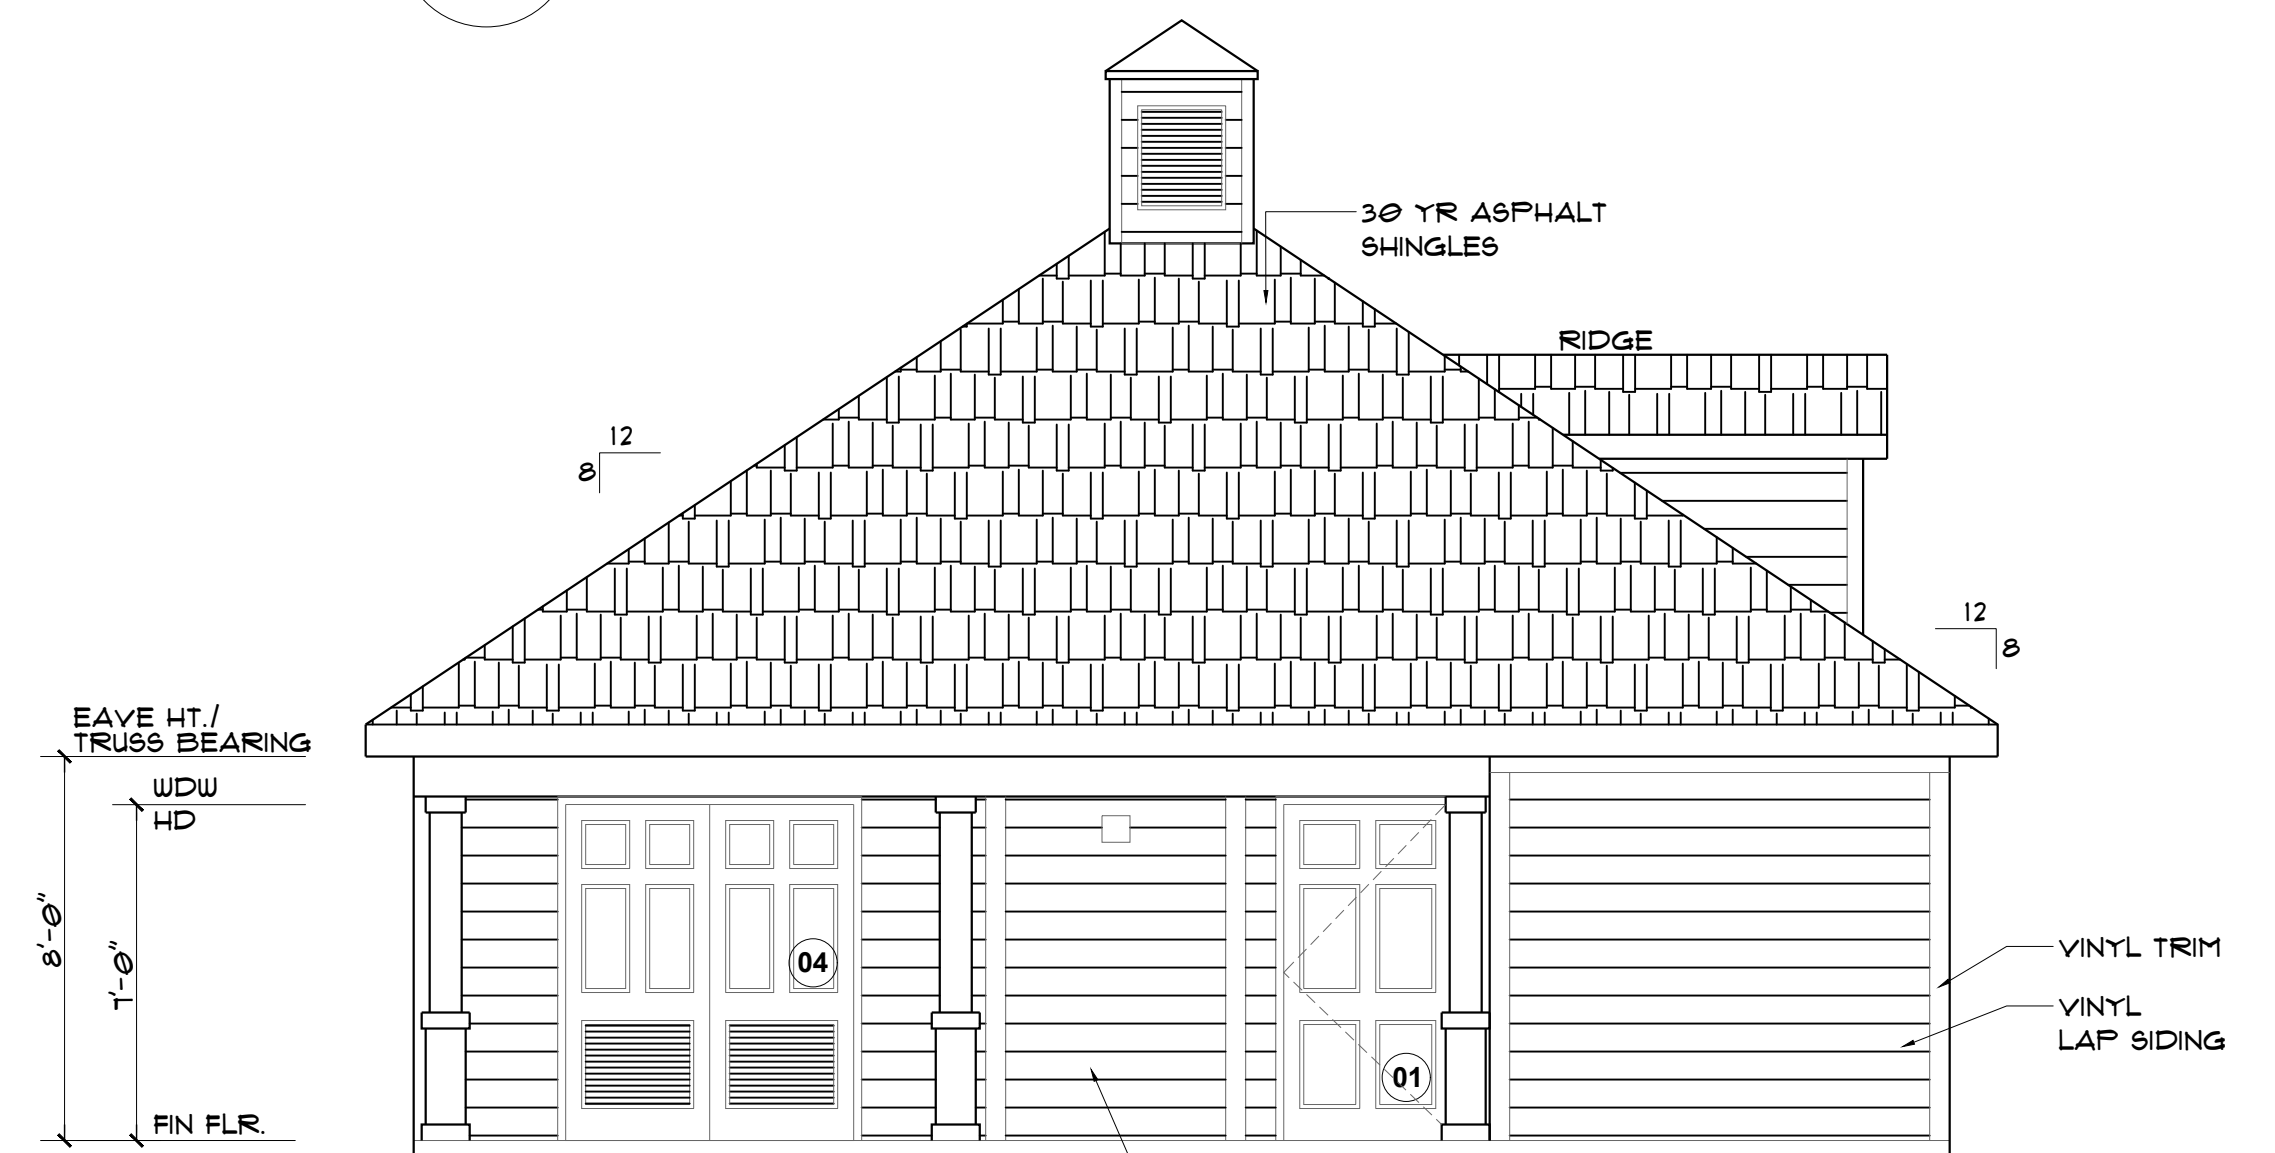 30 YR ASPHALT
SHINGLES
RIDGE
12
8
12
8
EAVE HT./
TRUSS BEARING
WDW
HD
8'-0"
7'-0"
04
VINYL TRIM
VINYL
LAP SIDING
01
FIN FLR.